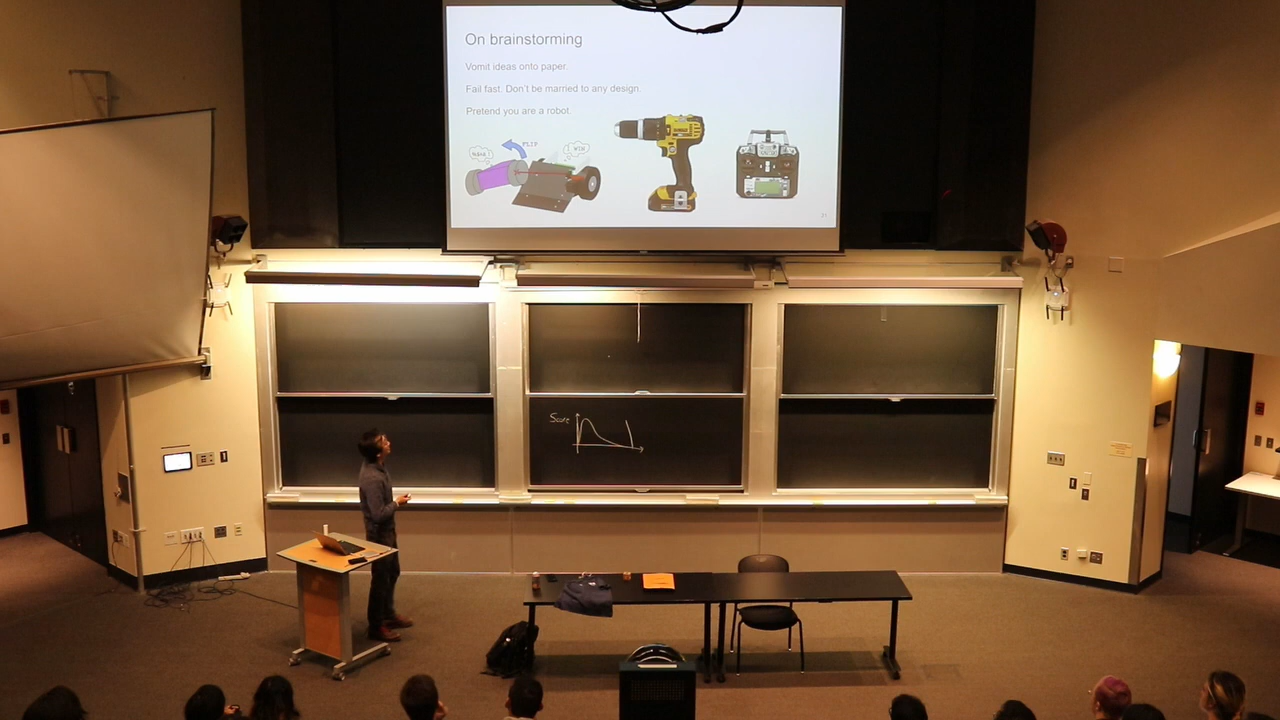 On brainstorming
Vomit ideas onto paper.
Fail fast. Don't be married to any design.
Pretend you are a robot.
FLIP
I WIN
21
Score